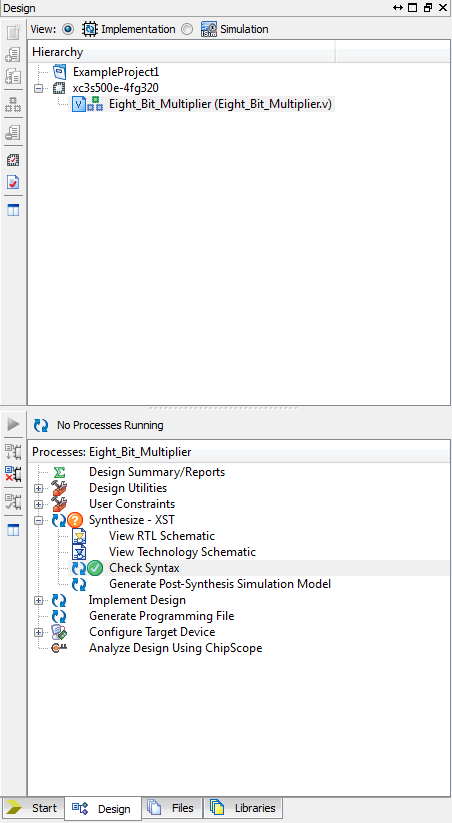 Design
View: Implementation Simulation
Hierarchy
ExampleProject1
xc3s500e-4fg320
V Eight_Bit_Multiplier (Eight_Bit_Multiplier.v)
No Processes Running
Processes: Eight_Bit_Multiplier
Σ Design Summary/Reports
Design Utilities
User Constraints
? Synthesize - XST
View RTL Schematic
View Technology Schematic
Check Syntax
Generate Post-Synthesis Simulation Model
Implement Design
Generate Programming File
Configure Target Device
Analyze Design Using ChipScope
Start Design Files Libraries